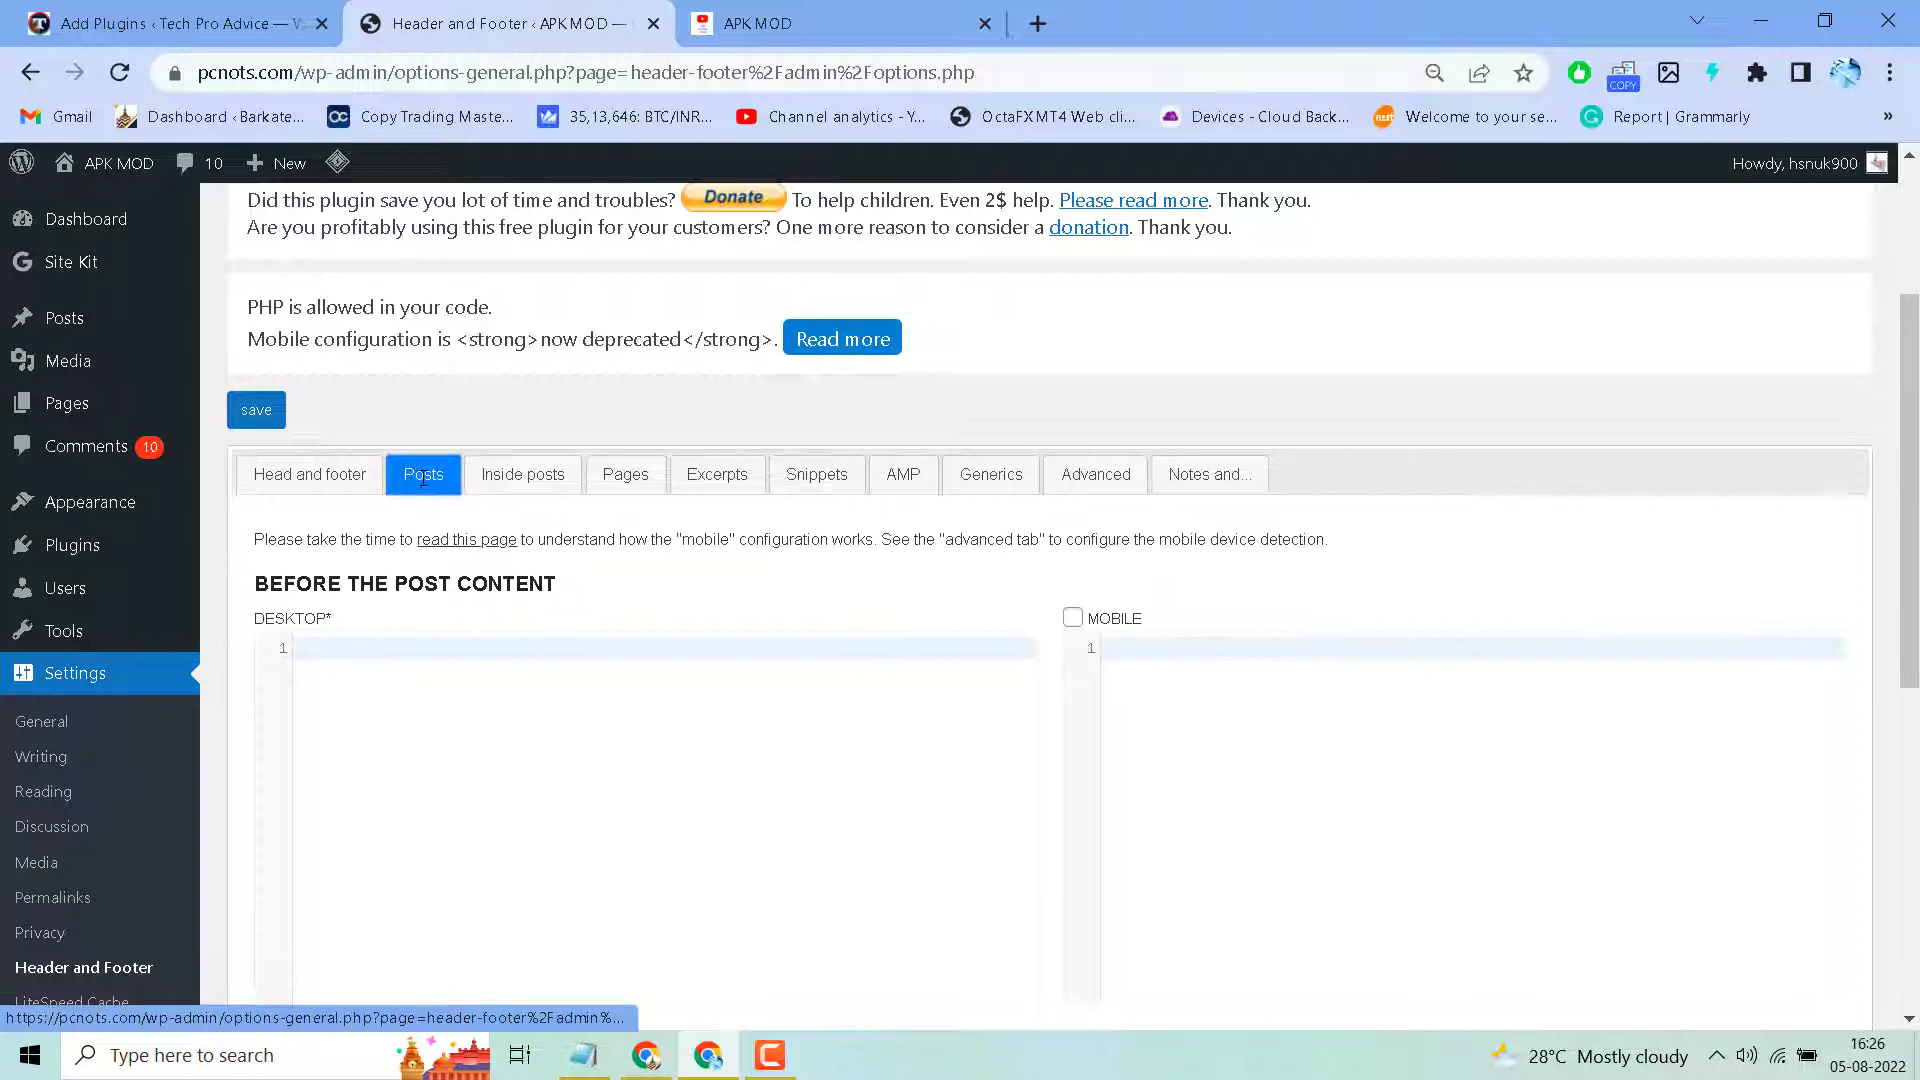 Add Plugins ‹ Tech Pro Advice —
Header and Footer ‹ APK MOD —
APK MOD
pcnots.com/wp-admin/options-general.php?page=header-footer%2Fadmin%2Foptions.php
COPY
Gmail
Dashboard ‹ Barkate...
Copy Trading Maste...
35,13,646: BTC/INR...
Channel analytics - Y...
OctaFX MT4 Web cli...
Devices - Cloud Back...
Welcome to your se...
Report | Grammarly
»
APK MOD
10
New
Howdy, hsnuk900
Dashboard
Site Kit
Posts
Media
Pages
Comments 10
Appearance
Plugins
Users
Tools
Settings
General
Writing
Reading
Discussion
Media
Permalinks
Privacy
Header and Footer
LiteSpeed Cache
Did this plugin save you lot of time and troubles? Donate To help children. Even 2$ help. Please read more. Thank you.
Are you profitably using this free plugin for your customers? One more reason to consider a donation. Thank you.
PHP is allowed in your code.
Mobile configuration is <strong>now deprecated</strong>. Read more
save
Head and footer
Posts
Inside posts
Pages
Excerpts
Snippets
AMP
Generics
Advanced
Notes and...
Please take the time to read this page to understand how the "mobile" configuration works. See the "advanced tab" to configure the mobile device detection.
BEFORE THE POST CONTENT
DESKTOP*
MOBILE
1
1
https://pcnots.com/wp-admin/options-general.php?page=header-footer%2Fadmin%...
Type here to search
28°C Mostly cloudy
16:26
05-08-2022